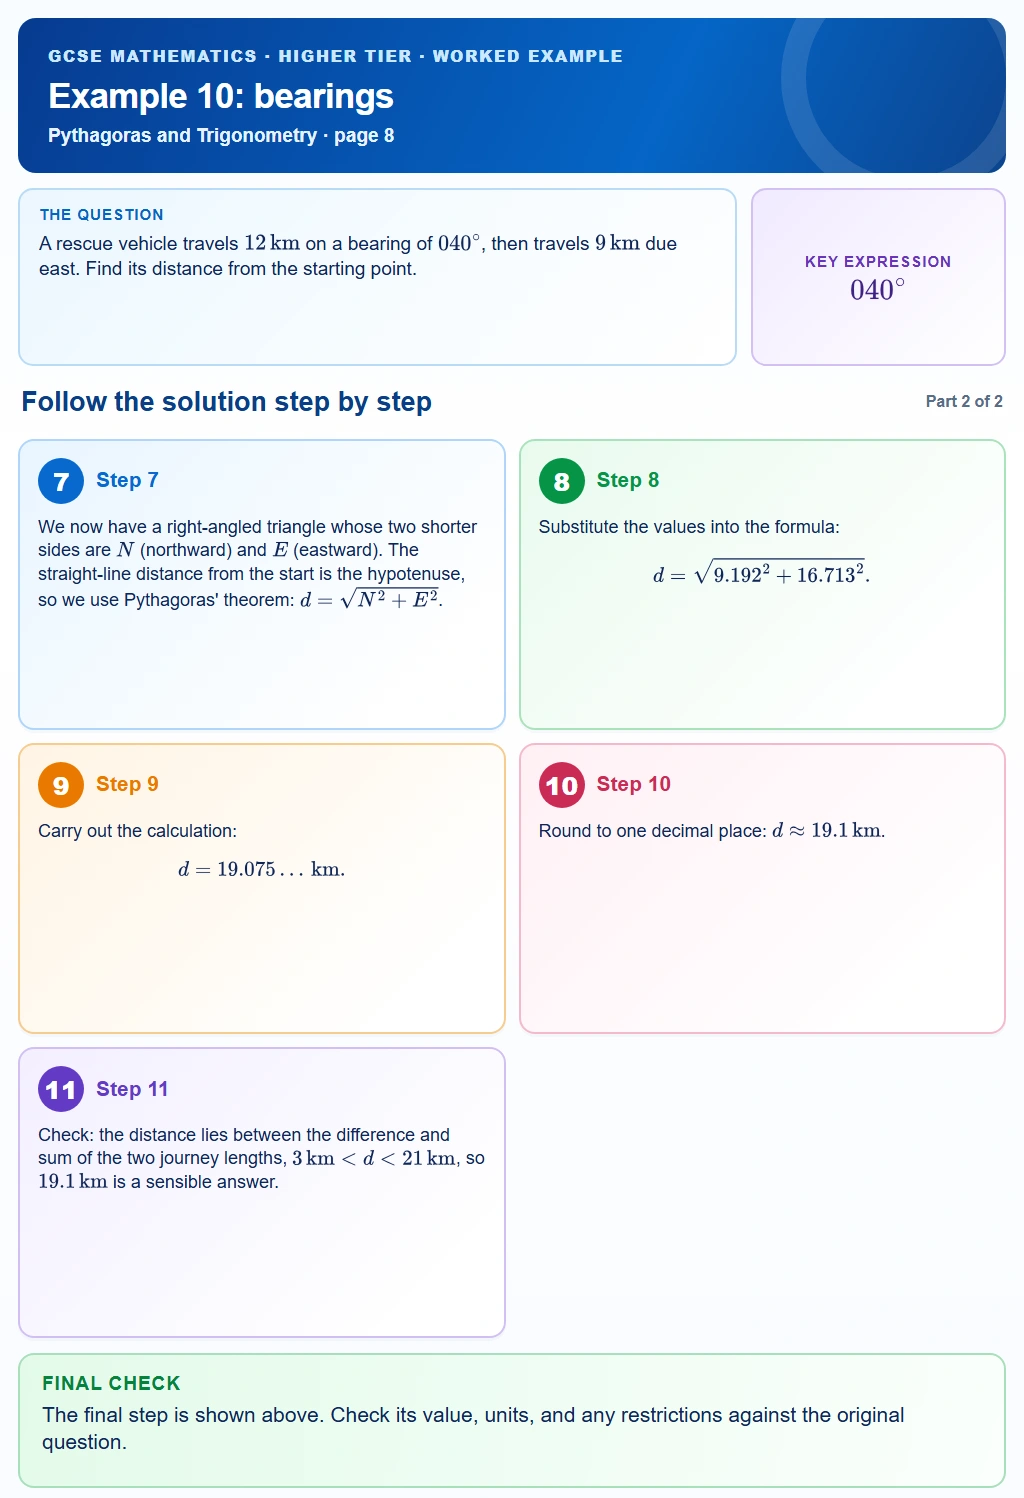 GCSE MATHEMATICS · HIGHER TIER · WORKED EXAMPLE
Example 10: bearings
Pythagoras and Trigonometry · page 8
THE QUESTION
A rescue vehicle travels 12 km on a bearing of 040°, then travels 9 km due
east. Find its distance from the starting point.
KEY EXPRESSION
040°
Follow the solution step by step
Part 2 of 2
7 Step 7
We now have a right-angled triangle whose two shorter
sides are N (northward) and E (eastward). The
straight-line distance from the start is the hypotenuse,
so we use Pythagoras' theorem: d = √(N² + E²).
8 Step 8
Substitute the values into the formula:
d = √(9.192² + 16.713²).
9 Step 9
Carry out the calculation:
d = 19.075... km.
10 Step 10
Round to one decimal place: d ≈ 19.1 km.
11 Step 11
Check: the distance lies between the difference and
sum of the two journey lengths, 3 km < d < 21 km, so
19.1 km is a sensible answer.
FINAL CHECK
The final step is shown above. Check its value, units, and any restrictions against the original
question.